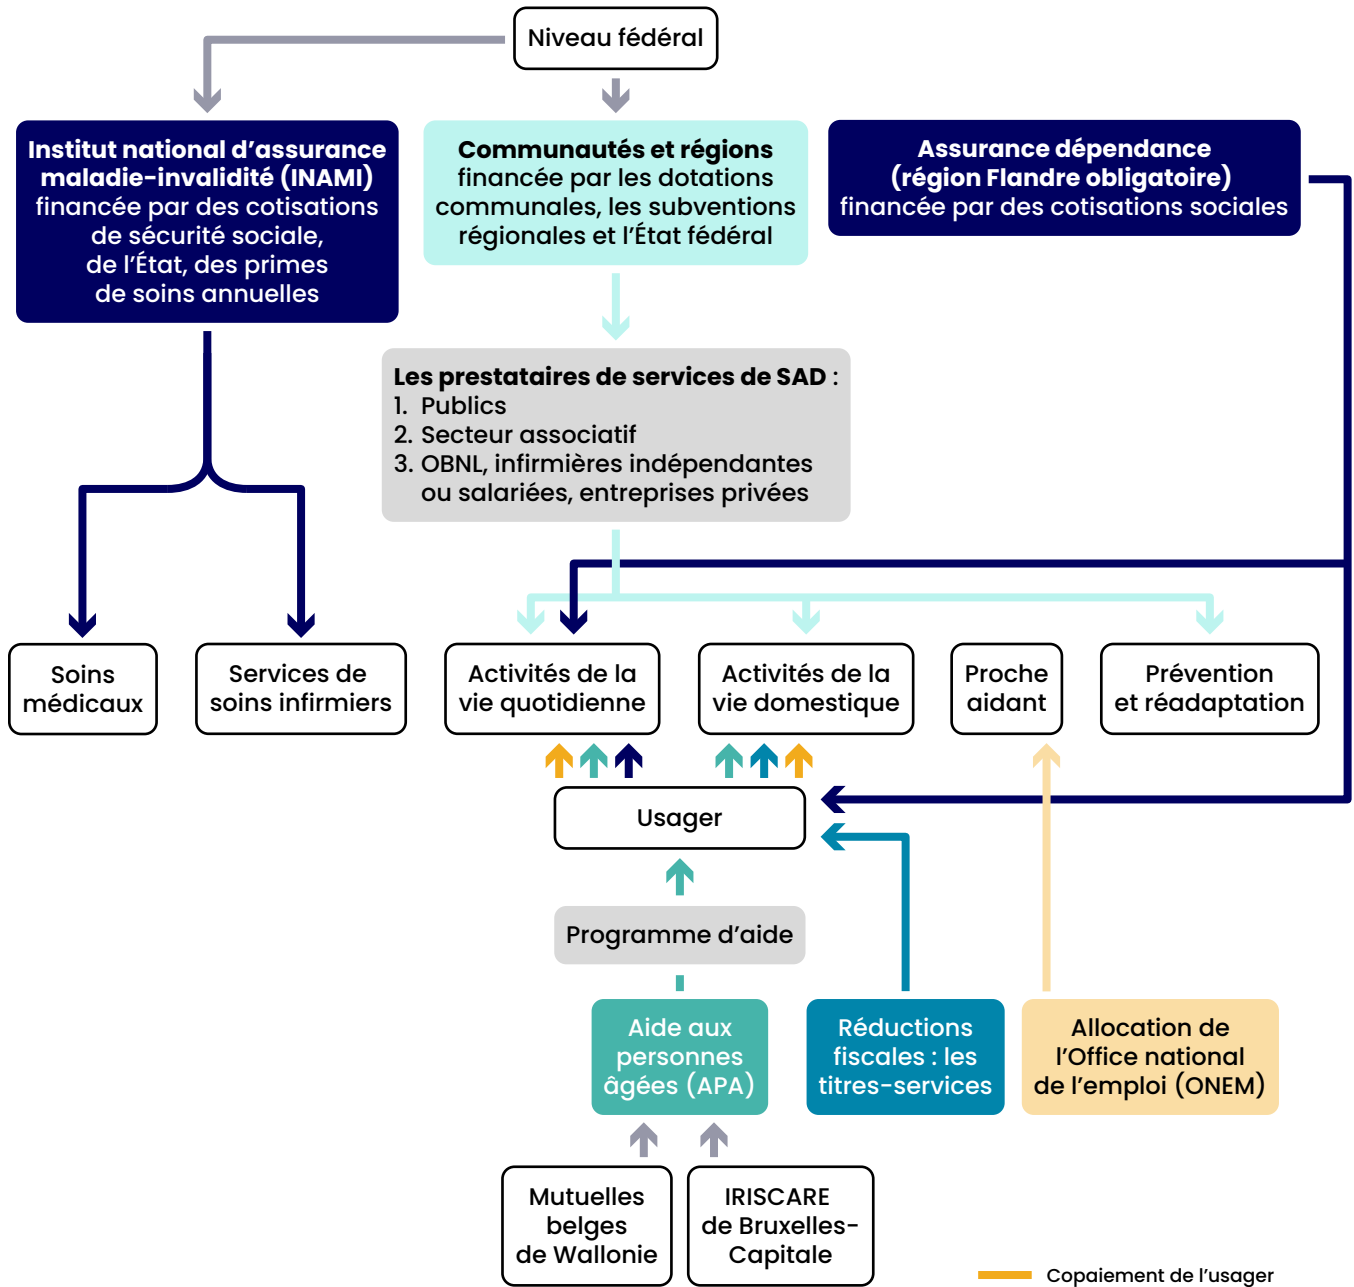 Niveau fédéral
Institut national d'assurance
maladie-invalidité (INAMI)
financée par des cotisations
de sécurité sociale,
de l'État, des primes
de soins annuelles
Communautés et régions
financée par les dotations
communales, les subventions
régionales et l'État fédéral
Assurance dépendance
(région Flandre obligatoire)
financée par des cotisations sociales
Les prestataires de services de SAD :
1. Publics
2. Secteur associatif
3. OBNL, infirmières indépendantes
ou salariées, entreprises privées
Soins
médicaux
Services de
soins infirmiers
Activités de la
vie quotidienne
Activités de la
vie domestique
Proche
aidant
Prévention
et réadaptation
Usager
Programme d'aide
Aide aux
personnes
âgées (APA)
Réductions
fiscales : les
titres-services
Allocation de
l'Office national
de l'emploi (ONEM)
Mutuelles
belges
de Wallonie
IRISCARE
de Bruxelles-
Capitale
Copaiement de l'usager